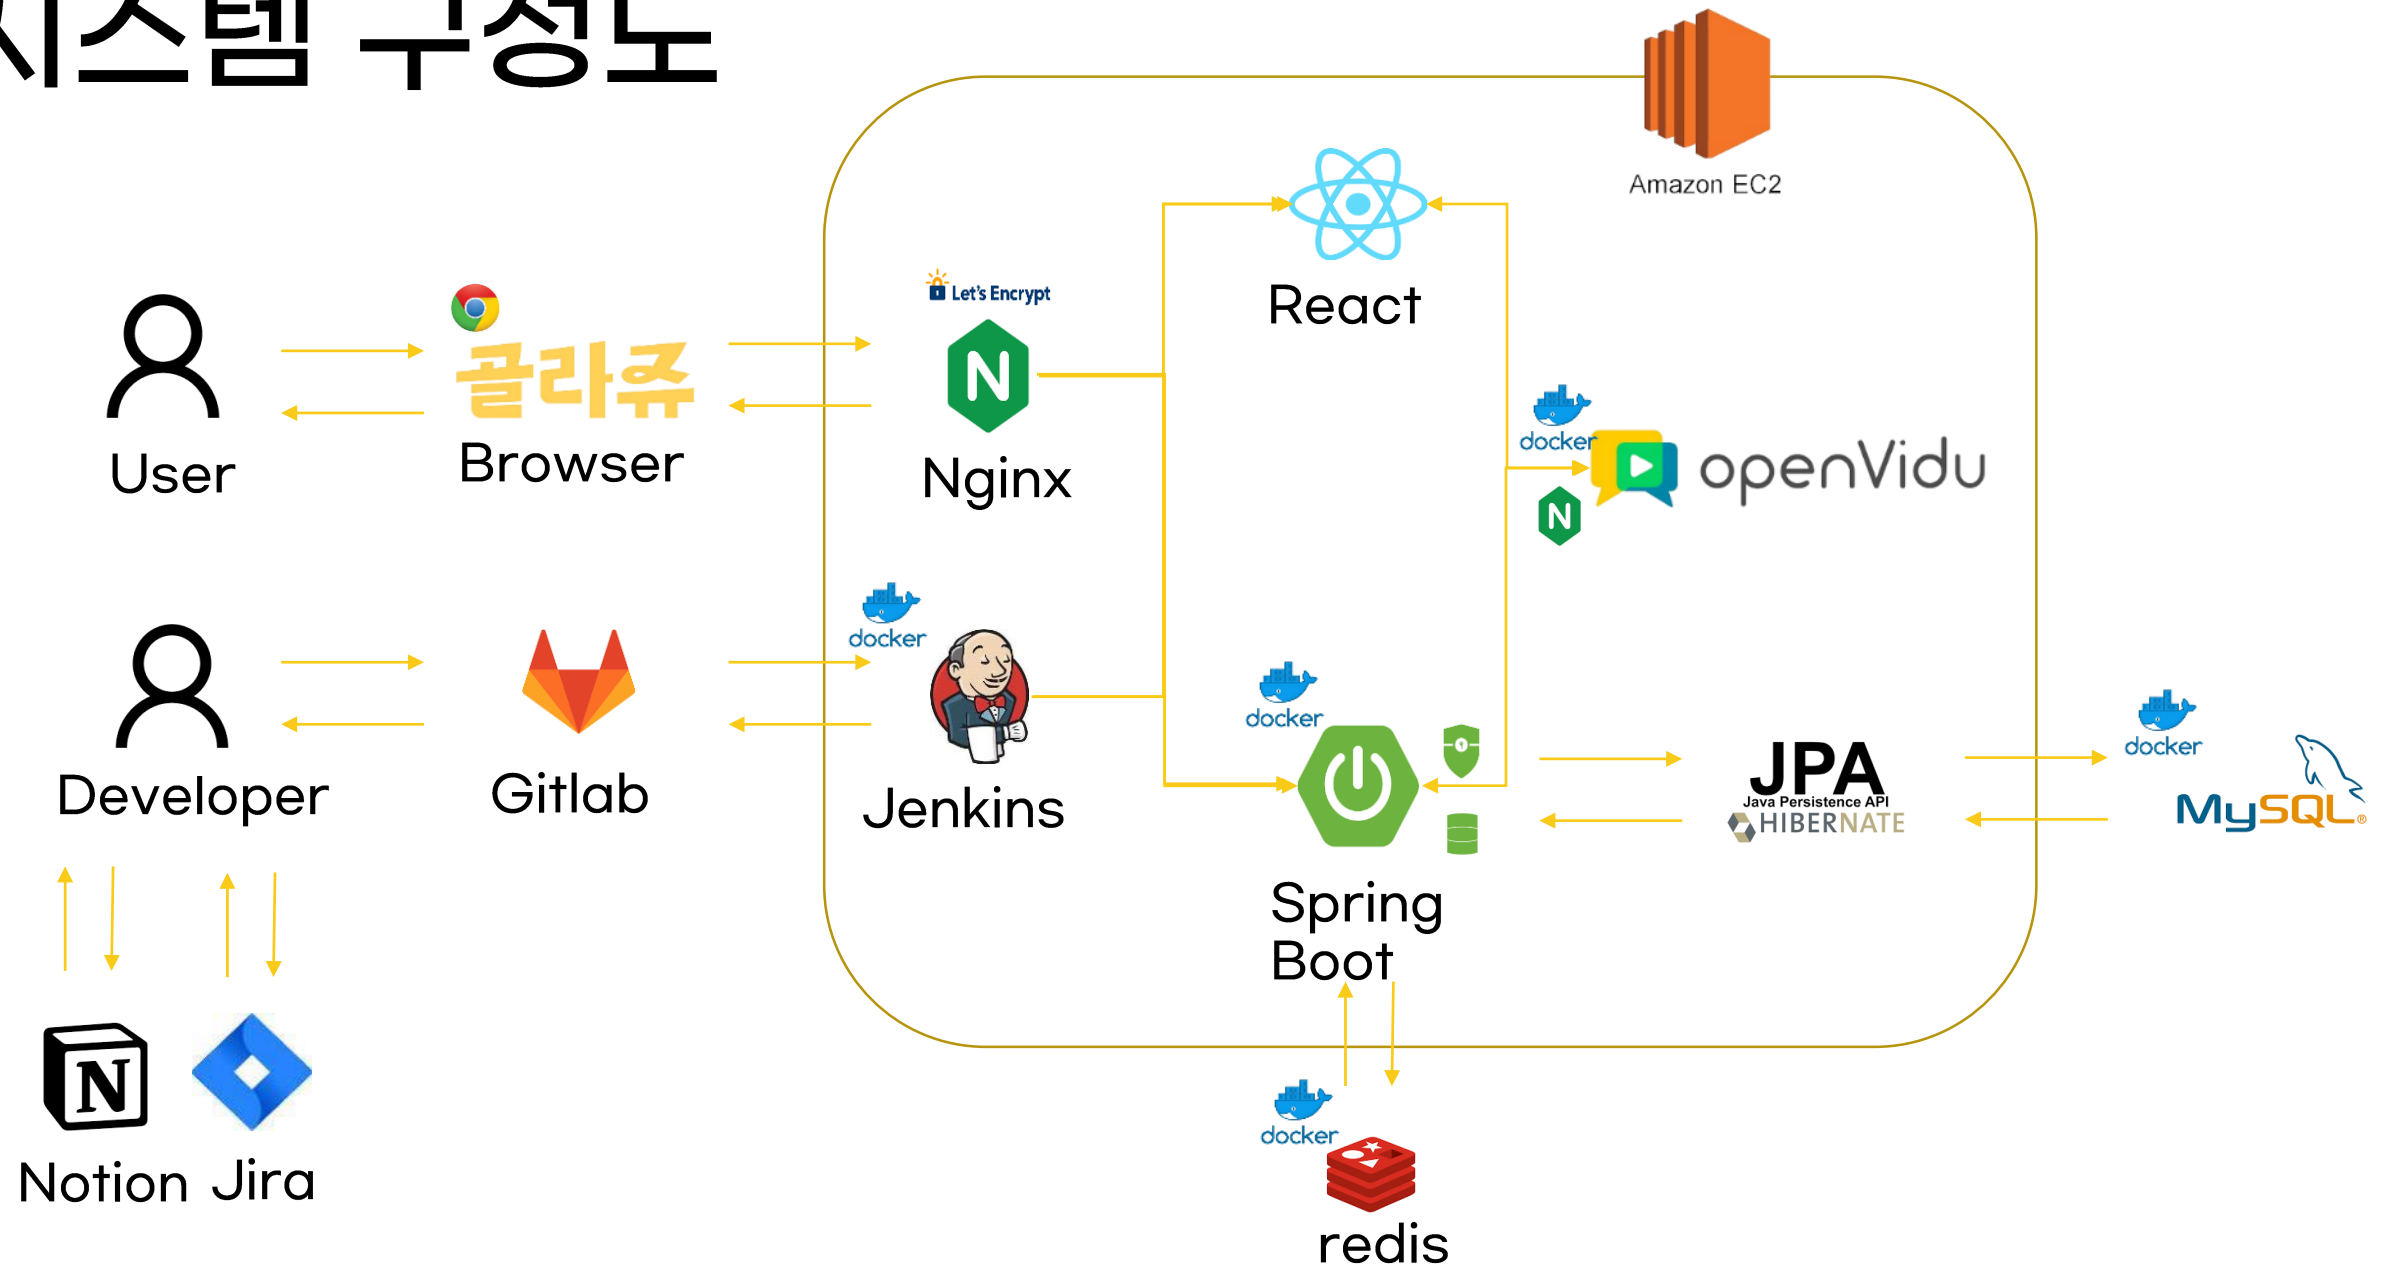 시스템 구성도
Amazon EC2
React
Let's Encrypt
골라쥬
User
Browser
Nginx
docker
openVidu
docker
Developer
Gitlab
Jenkins
docker
Spring
Boot
JPA
Java Persistence API
HIBERNATE
docker
MySQL®
Notion
Jira
docker
redis